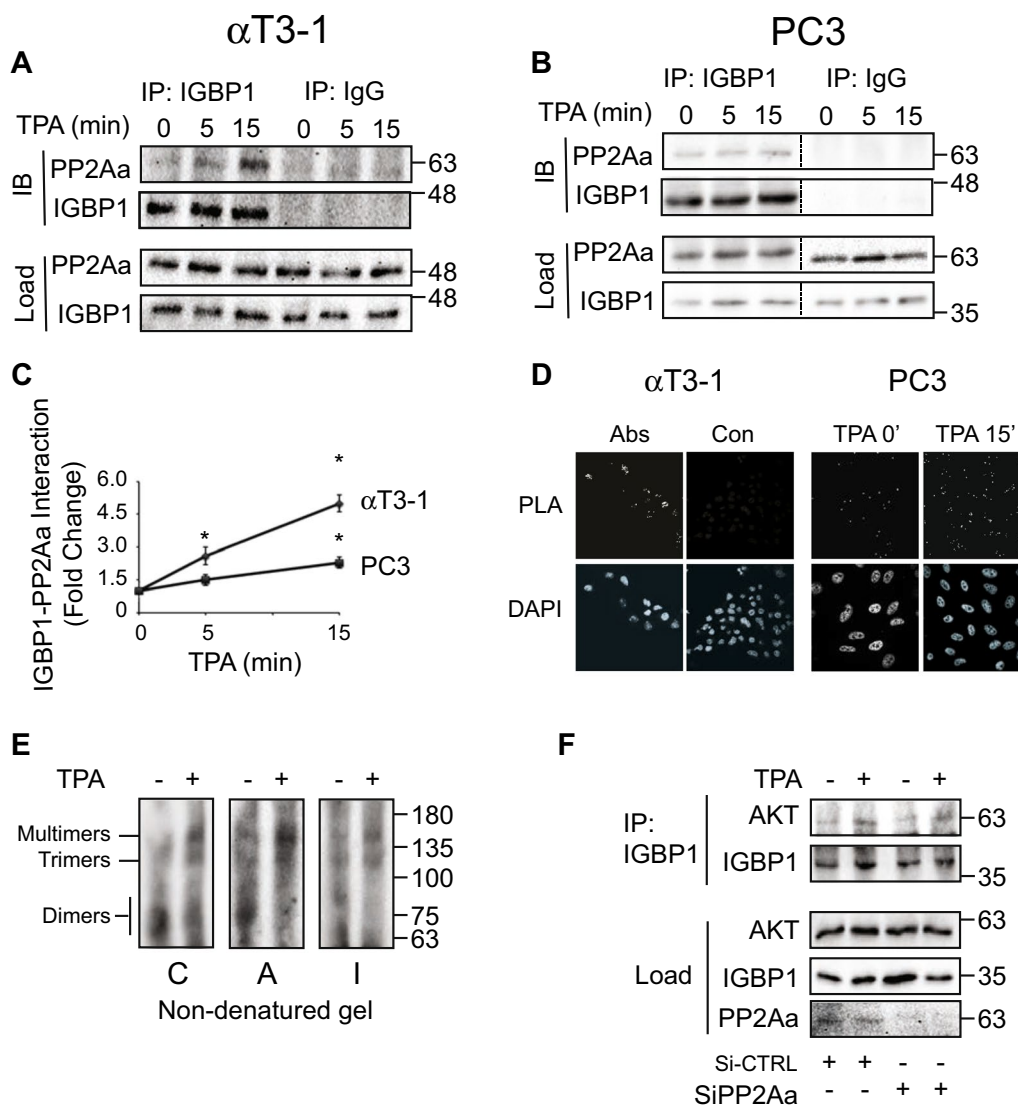 αT3-1
PC3
A
IP: IGBP1 IP: IgG
TPA (min) 0 5 15 0 5 15
IB
PP2Aa 63
IGBP1 48
Load
PP2Aa 48
IGBP1 48
B
IP: IGBP1 IP: IgG
TPA (min) 0 5 15 0 5 15
IB
PP2Aa 63
IGBP1 48
Load
PP2Aa 63
IGBP1 35
C
IGBP1-PP2Aa Interaction
(Fold Change)
6.0
4.5
3.0
1.5
0
* * *
αT3-1
PC3
0 5 15
TPA (min)
D
αT3-1 PC3
Abs Con TPA 0' TPA 15'
PLA
DAPI
E
TPA - + - + - +
Multimers
Trimers
Dimers
180
135
100
75
63
C A I
Non-denatured gel
F
TPA - + - +
IP:
IGBP1
AKT 63
IGBP1 35
Load
AKT 63
IGBP1 35
PP2Aa 63
Si-CTRL + + - -
SiPP2Aa - - + +